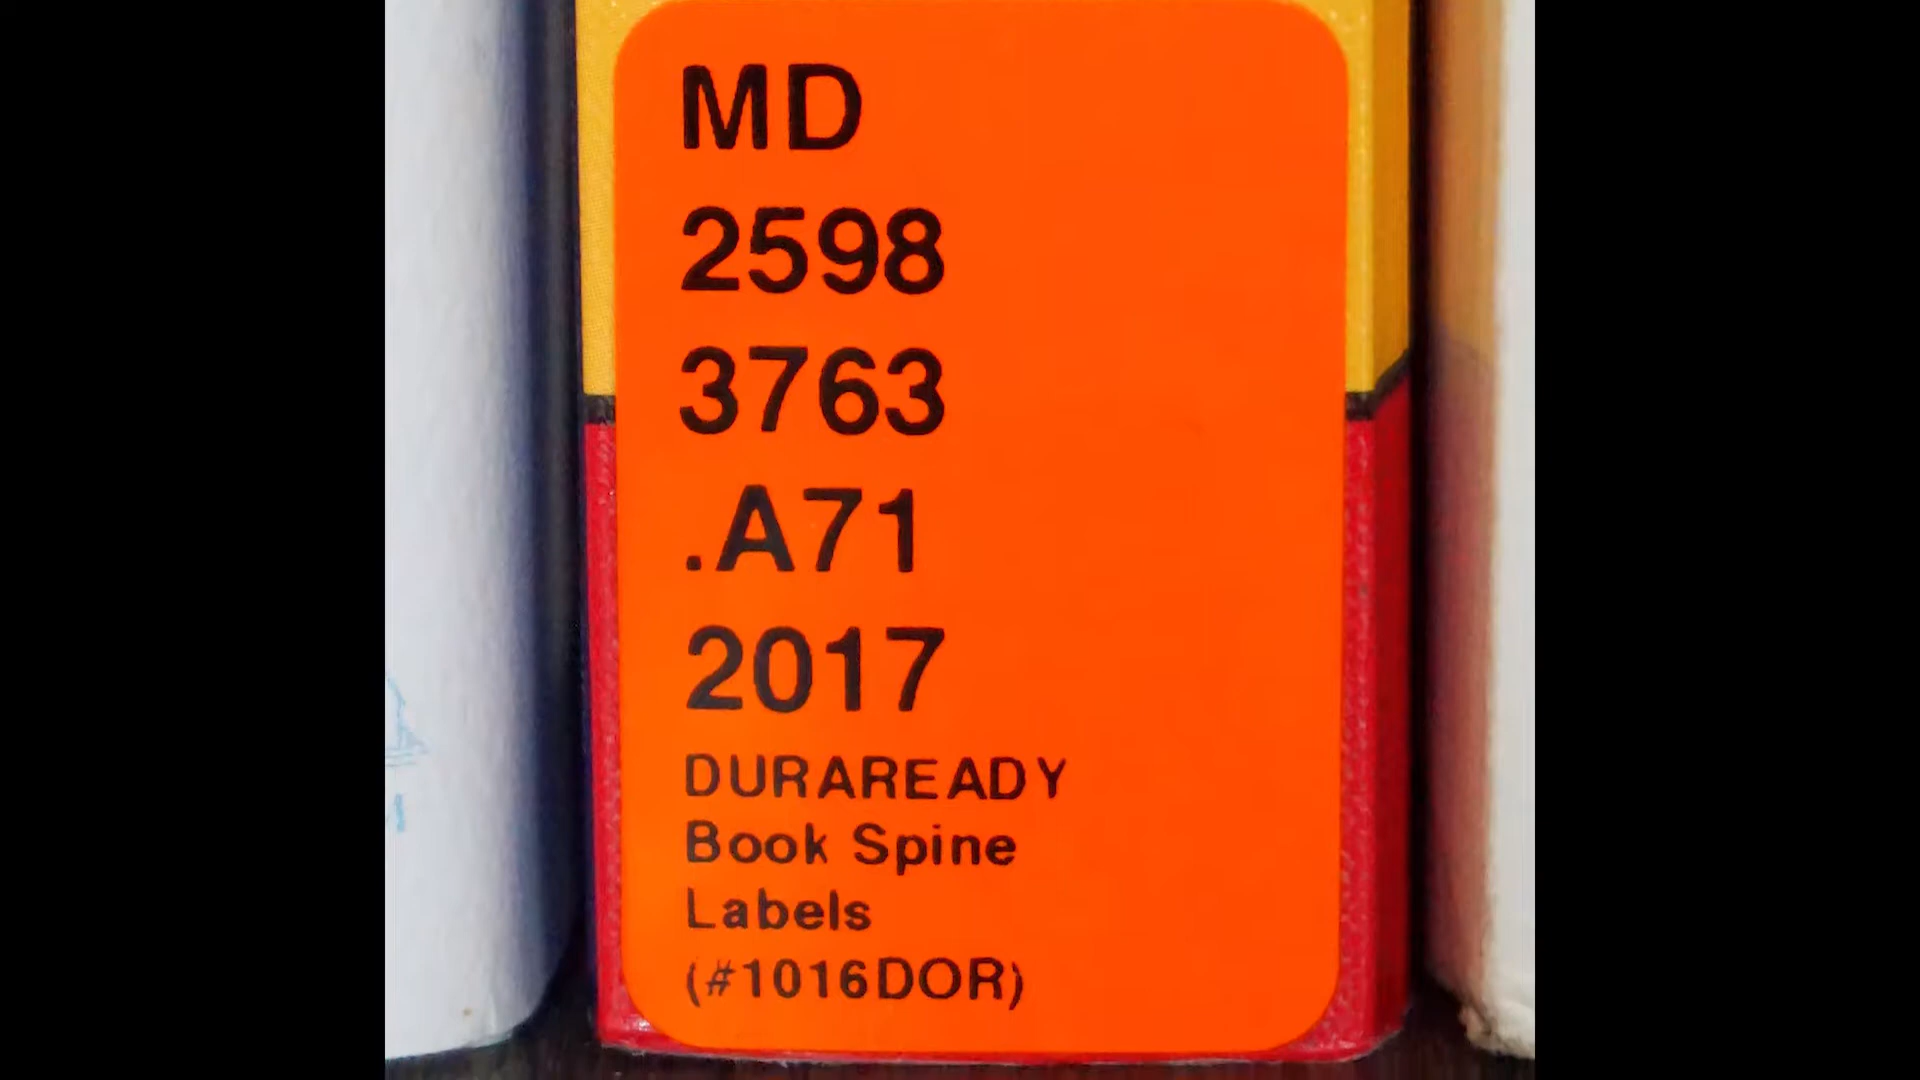 MD
2598
3763
.A71
2017
DURAREADY
Book Spine
Labels
(#1016DOR)